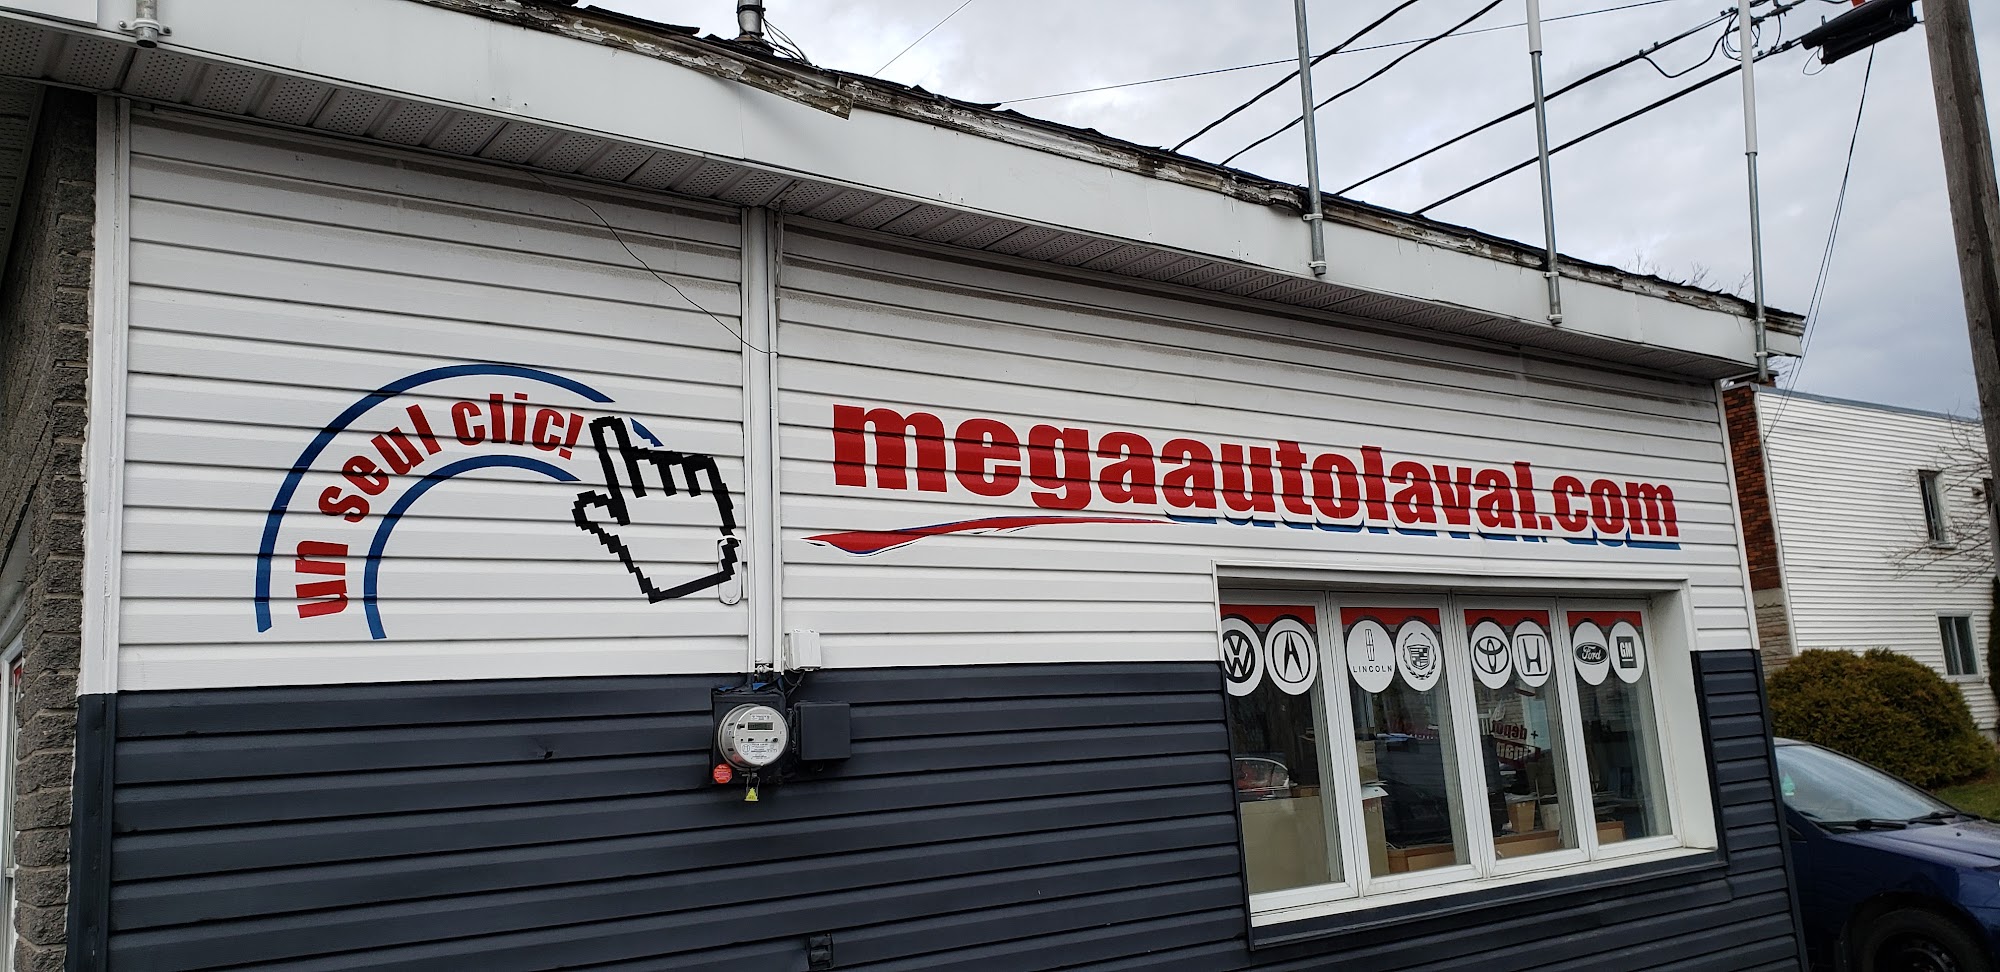 un seul clic!
megaautolaval.com
LINCOLN
Ford
GM